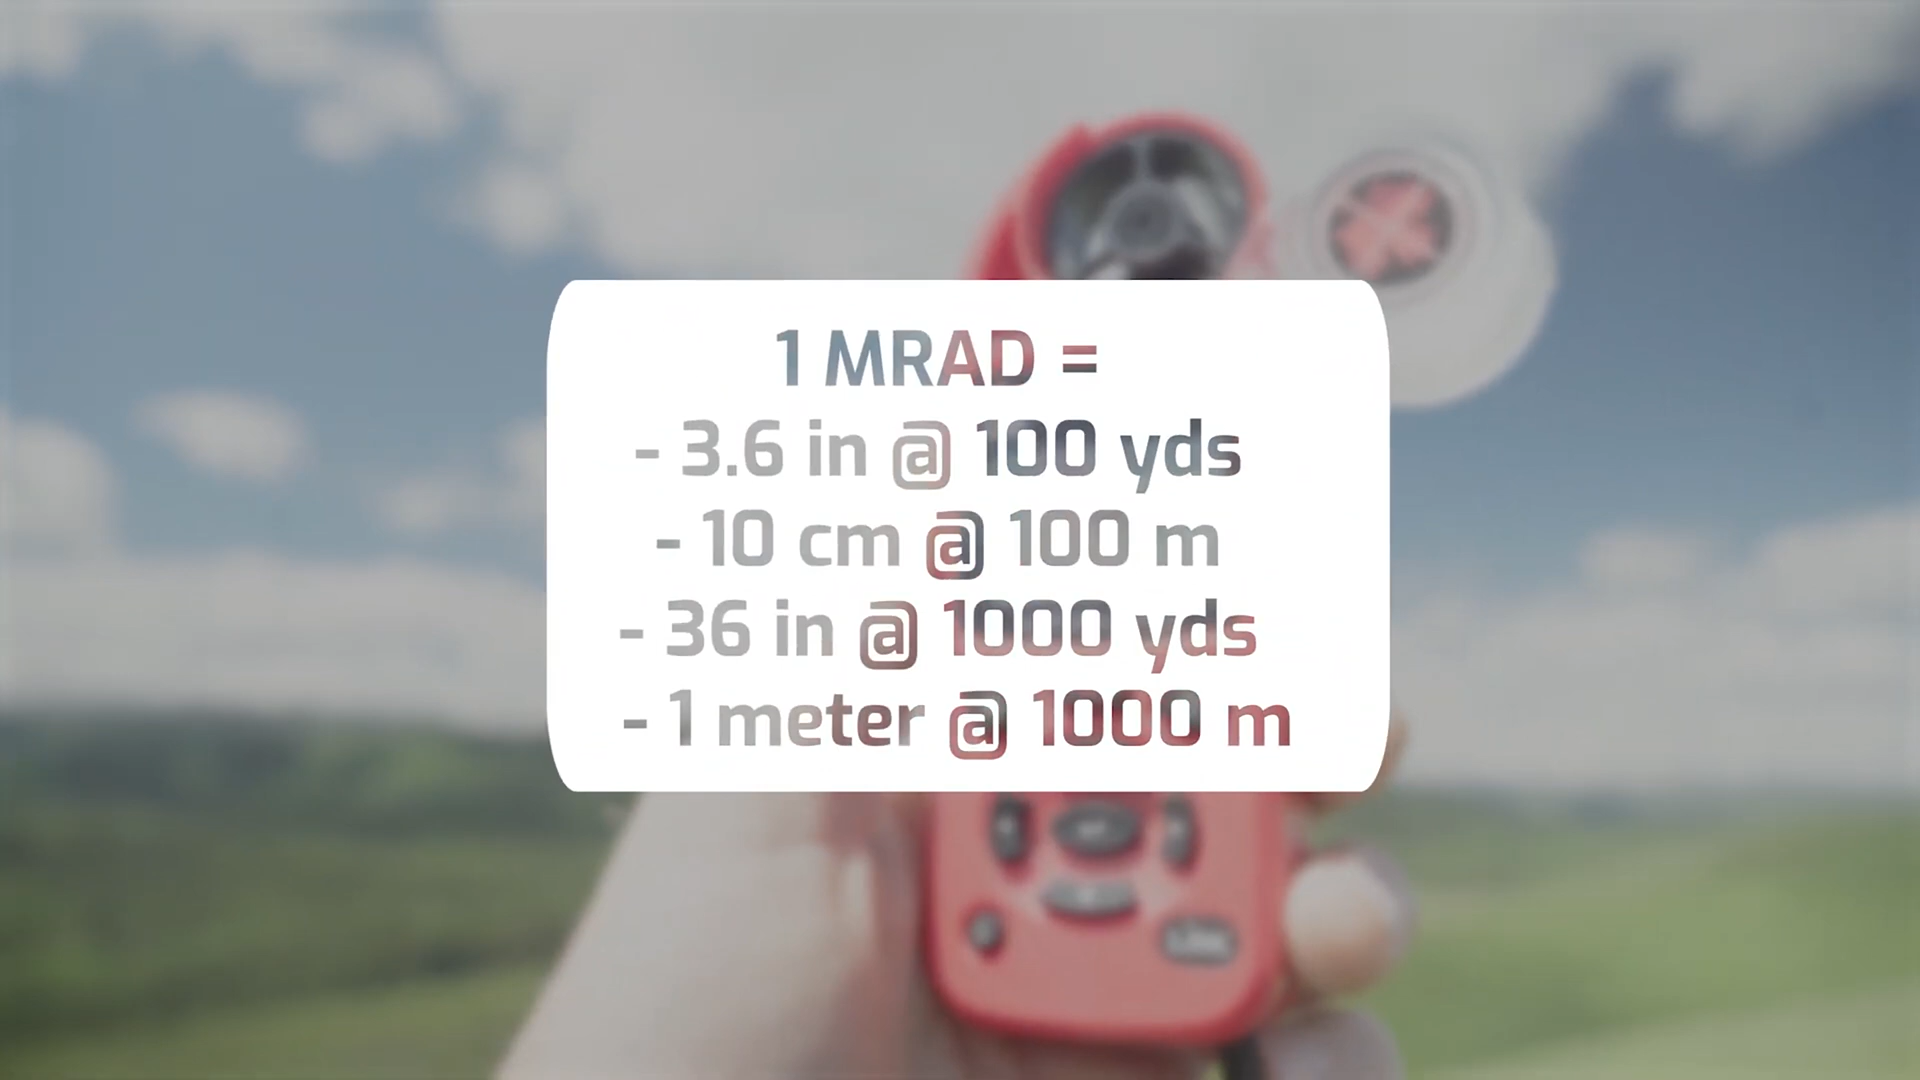 1 MRAD =
- 3.6 in @ 100 yds
- 10 cm @ 100 m
- 36 in @ 1000 yds
- 1 meter @ 1000 m